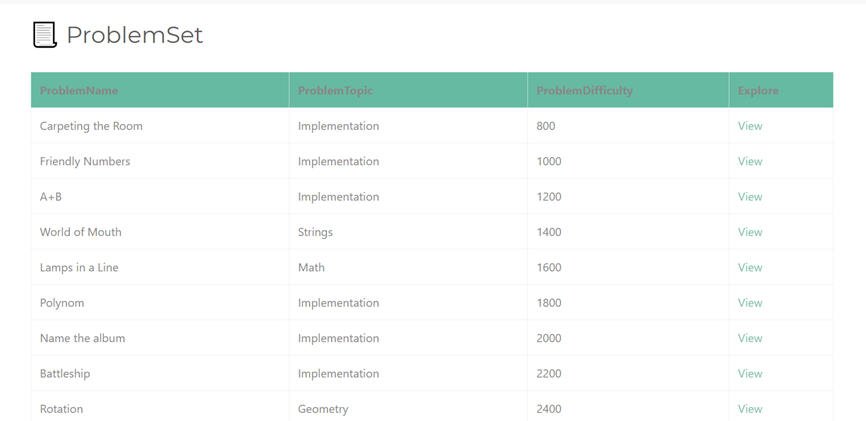 ProblemSet
ProblemName ProblemTopic ProblemDifficulty Explore
Carpeting the Room Implementation 800 View
Friendly Numbers Implementation 1000 View
A+B Implementation 1200 View
World of Mouth Strings 1400 View
Lamps in a Line Math 1600 View
Polynom Implementation 1800 View
Name the album Implementation 2000 View
Battleship Implementation 2200 View
Rotation Geometry 2400 View